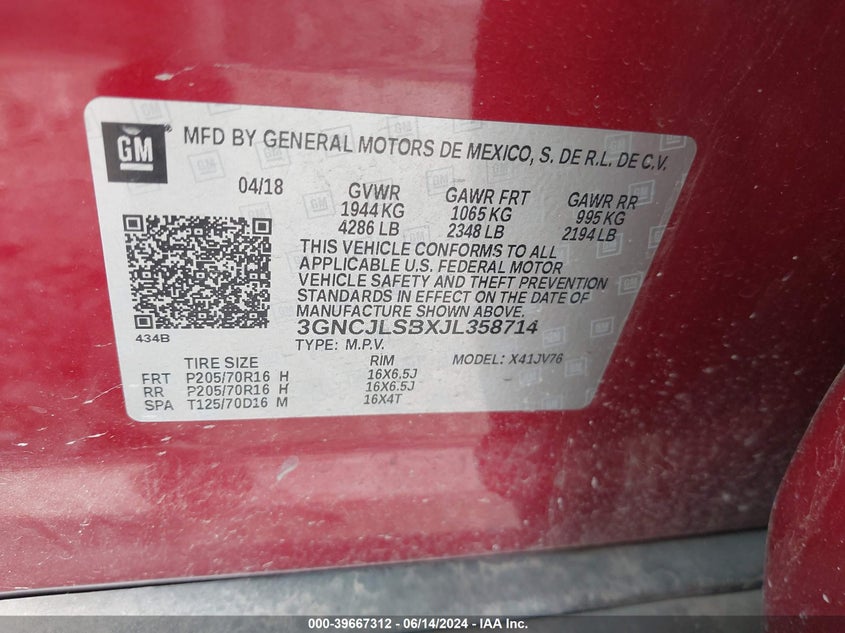 GM ®
MFD BY GENERAL MOTORS DE MEXICO, S. DE R.L. DE C.V.
04/18 GVWR GAWR FRT GAWR RR
1944 KG 1065 KG 995 KG
4286 LB 2348 LB 2194 LB
THIS VEHICLE CONFORMS TO ALL
APPLICABLE U.S. FEDERAL MOTOR
VEHICLE SAFETY AND THEFT PREVENTION
STANDARDS IN EFFECT ON THE DATE OF
MANUFACTURE SHOWN ABOVE.
434B
3GNCJLSBXJL358714
TYPE: M.P.V. MODEL: X41JV76
TIRE SIZE RIM
FRT P205/70R16 H 16X6.5J
RR P205/70R16 H 16X6.5J
SPA T125/70D16 M 16X4T
000-39667312 - 06/14/2024 - IAA Inc.